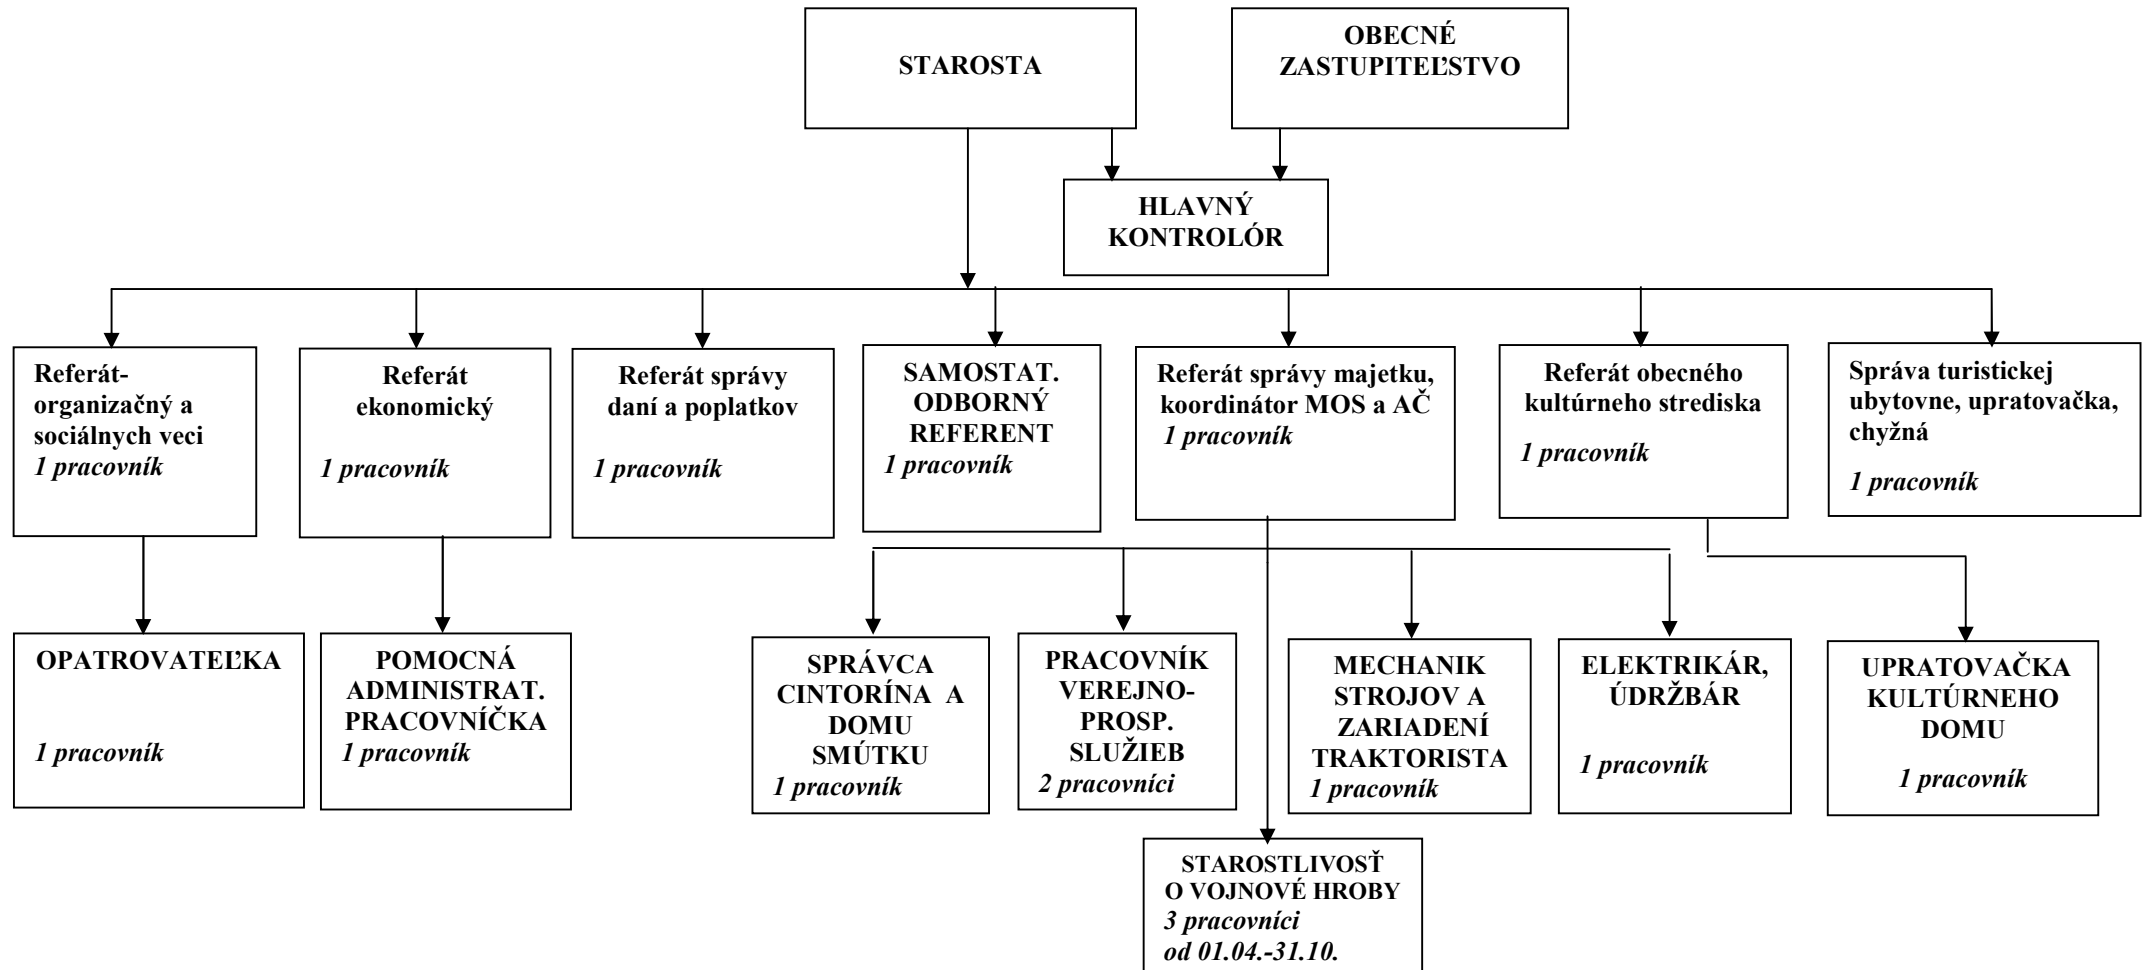 STAROSTA
OBECNÉ
ZASTUPITEĽSTVO
HLAVNÝ
KONTROLÓR
Referát-
organizačný a
sociálnych veci
1 pracovník
Referát
ekonomický
1 pracovník
Referát správy
daní a poplatkov
1 pracovník
SAMOSTAT.
ODBORNÝ
REFERENT
1 pracovník
Referát správy majetku,
koordinátor MOS a AČ
1 pracovník
Referát obecného
kultúrneho strediska
1 pracovník
Správa turistickej
ubytovne, upratovačka,
chyžná
1 pracovník
OPATROVATEĽKA
1 pracovník
POMOCNÁ
ADMINISTRAT.
PRACOVNÍČKA
1 pracovník
SPRÁVCA
CINTORÍNA A
DOMU
SMÚTKU
1 pracovník
PRACOVNÍK
VEREJNO-
PROSP.
SLUŽIEB
2 pracovníci
MECHANIK
STROJOV A
ZARIADENÍ
TRAKTORISTA
1 pracovník
ELEKTRIKÁR,
ÚDRŽBÁR
1 pracovník
UPRATOVAČKA
KULTÚRNEHO
DOMU
1 pracovník
STAROSTLIVOSŤ
O VOJNOVÉ HROBY
3 pracovníci
od 01.04.-31.10.